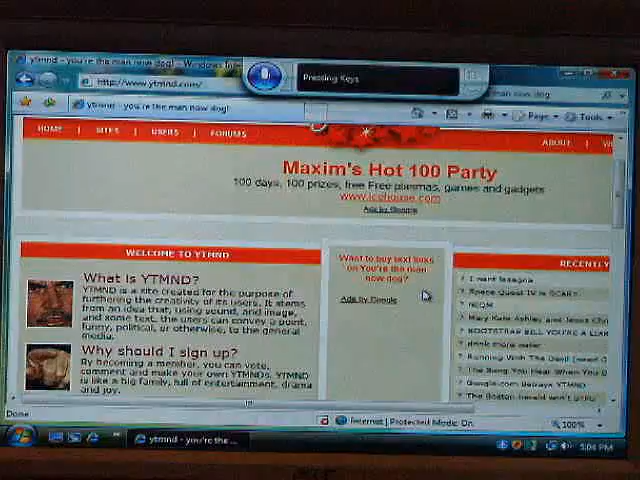 ytmnd - you're the man now dog! - Windows Inte
Pressing Keys
http://www.ytmnd.com/
man now dog
ytmnd - you're the man now dog!
Page
Tools
HOME | SITES | USERS | FORUMS
ABOUT
Maxim's Hot 100 Party
100 days, 100 prizes, free Free plasmas, games and gadgets
www.icehouse.com
Ads by Google
WELCOME TO YTMND
What is YTMND?
YTMND is a site created for the purpose of
furthering the creativity of its users. It stems
from an idea that, using sound, and image,
and some text, the users can convey a point,
funny, political, or otherwise, to the general
media.
Why should I sign up?
By becoming a member, you can vote,
comment and make your own YTMNDs. YTMND
is like a big family, full of entertainment, drama
and joy.
Want to buy text links
on You're the man
now dog?
Ads by Google
RECENTLY
I want lasagna
Space Quest IV is SCARY
NEDM
Mary Kate Ashley and Jesus Chri
BOOTSTRAP BILL YOU'RE A LIAR
drink more water
Running With The Devil
The Song You Hear When You
Google.com Betrays YTMND
The Boston Herald Won't
Done
Internet | Protected Mode: On
100%
ytmnd - you're the ...
5:04 PM